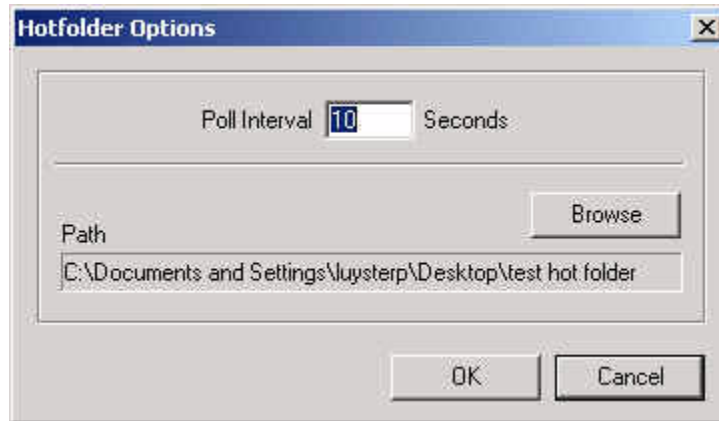 Hotfolder Options
Poll Interval 10 Seconds
Browse
Path
C:\Documents and Settings\luysterp\Desktop\test hot folder
OK Cancel